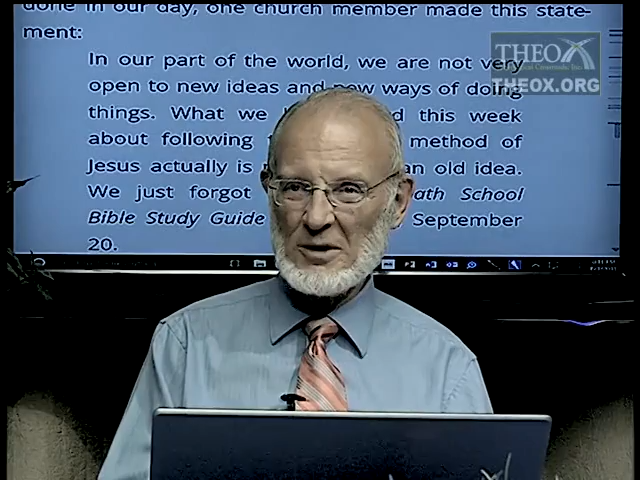 done in our day, one church member made this state-
ment:
THEOX
THEOX.ORG
In our part of the world, we are not very
open to new ideas and new ways of doing
things. What we this week
about following method of
Jesus actually is an old idea.
We just forgot ath School
Bible Study Guide September
20.